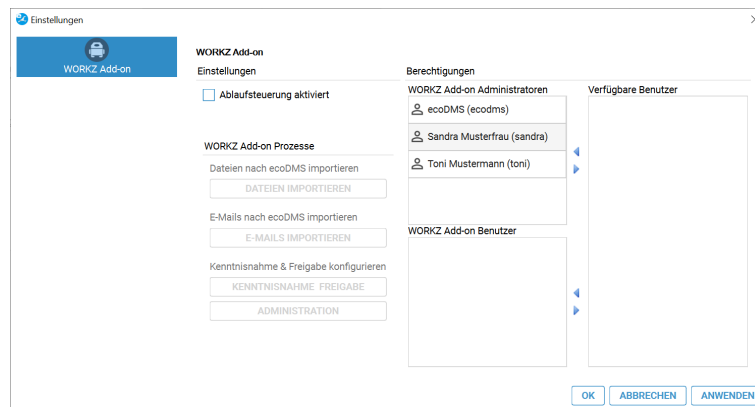 Einstellungen
WORKZ Add-on
WORKZ Add-on
Einstellungen
Ablaufsteuerung aktiviert
WORKZ Add-on Prozesse
Dateien nach ecoDMS importieren
DATEIEN IMPORTIEREN
E-Mails nach ecoDMS importieren
E-MAILS IMPORTIEREN
Kenntnisnahme & Freigabe konfigurieren
KENNTNISNAHME FREIGABE
ADMINISTRATION
Berechtigungen
WORKZ Add-on Administratoren
ecoDMS (ecodms)
Sandra Musterfrau (sandra)
Toni Mustermann (toni)
WORKZ Add-on Benutzer
Verfügbare Benutzer
OK
ABBRECHEN
ANWENDEN